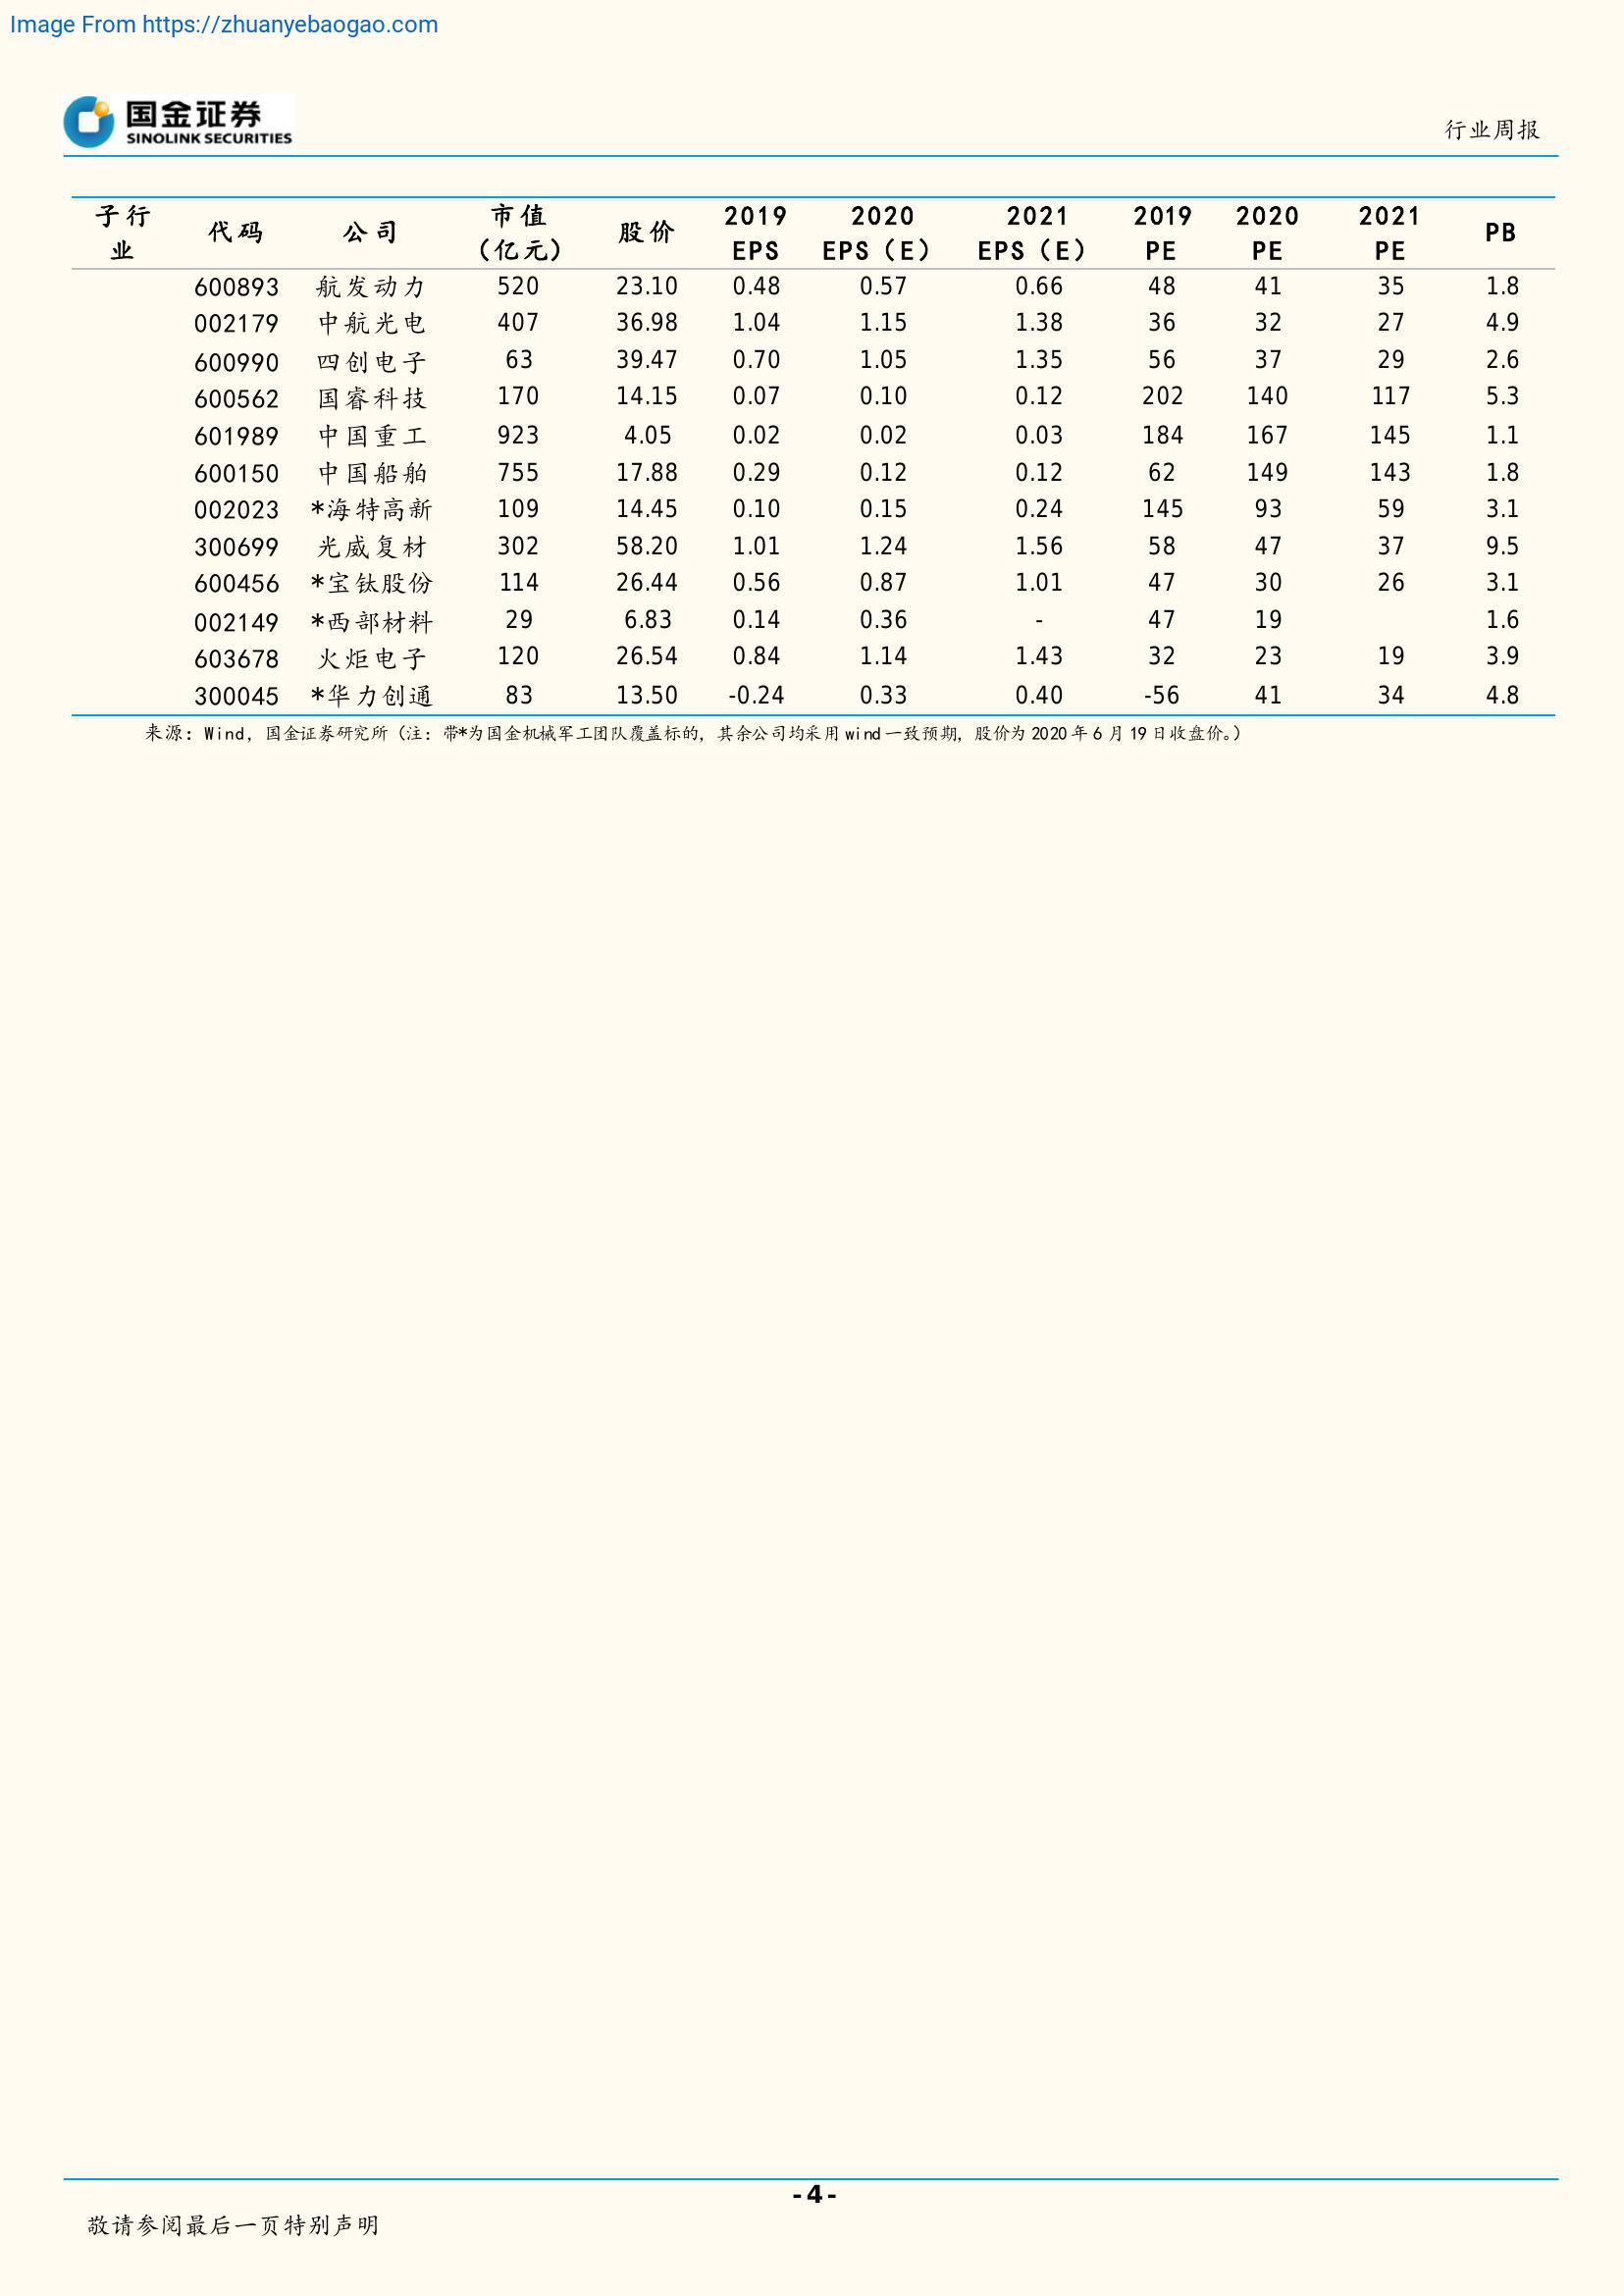 Image From https://zhuanyebaogao.com
国金证券
SINOLINK SECURITIES
行业周报
子行业 代码 公司 市值（亿元） 股价 2019 EPS 2020 EPS（E） 2021 EPS（E） 2019 PE 2020 PE 2021 PE PB
600893 航发动力 520 23.10 0.48 0.57 0.66 48 41 35 1.8
002179 中航光电 407 36.98 1.04 1.15 1.38 36 32 27 4.9
600990 四创电子 63 39.47 0.70 1.05 1.35 56 37 29 2.6
600562 国睿科技 170 14.15 0.07 0.10 0.12 202 140 117 5.3
601989 中国重工 923 4.05 0.02 0.02 0.03 184 167 145 1.1
600150 中国船舶 755 17.88 0.29 0.12 0.12 62 149 143 1.8
002023 *海特高新 109 14.45 0.10 0.15 0.24 145 93 59 3.1
300699 光威复材 302 58.20 1.01 1.24 1.56 58 47 37 9.5
600456 *宝钛股份 114 26.44 0.56 0.87 1.01 47 30 26 3.1
002149 *西部材料 29 6.83 0.14 0.36 - 47 19 1.6
603678 火炬电子 120 26.54 0.84 1.14 1.43 32 23 19 3.9
300045 *华力创通 83 13.50 -0.24 0.33 0.40 -56 41 34 4.8
来源：Wind，国金证券研究所（注：带*为国金机械军工团队覆盖标的，其余公司均采用 wind 一致预期，股价为 2020 年 6 月 19 日收盘价。）
-4-
敬请参阅最后一页特别声明